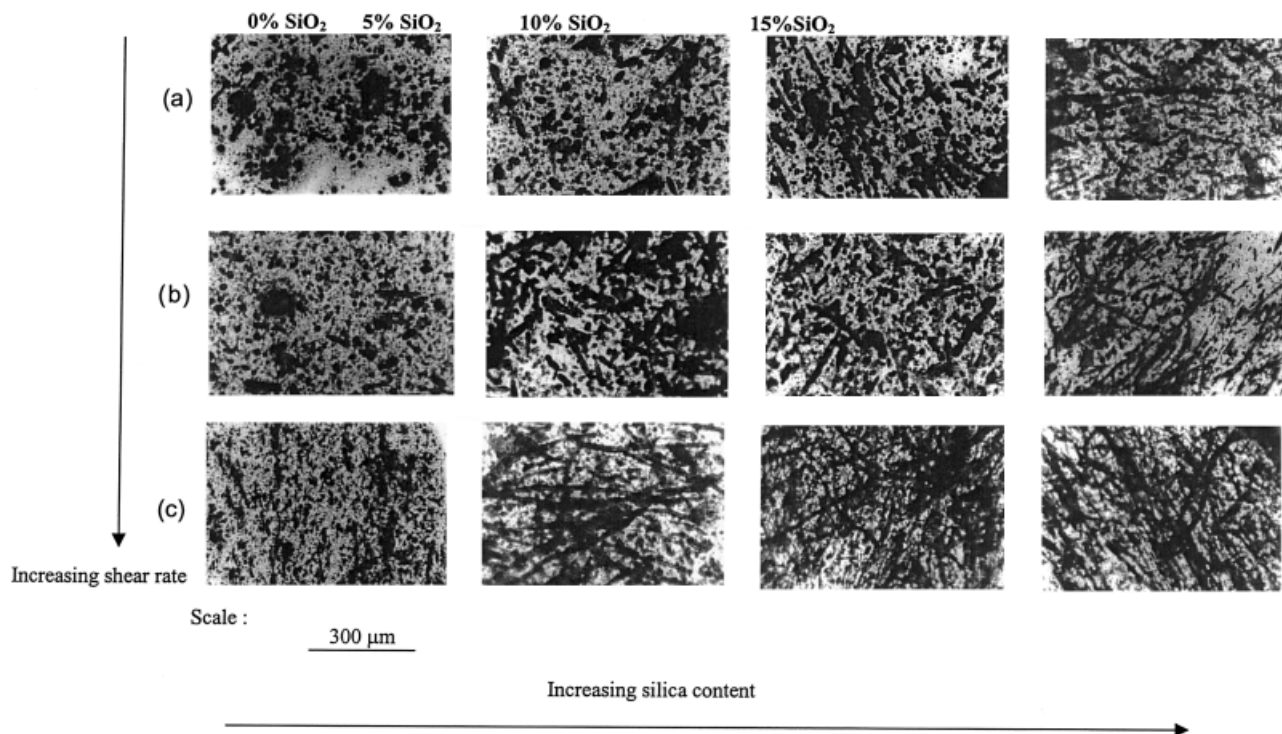 0% SiO₂ 5% SiO₂ 10% SiO₂ 15%SiO₂
(a)
(b)
(c)
Increasing shear rate
Scale :
300 μm
Increasing silica content